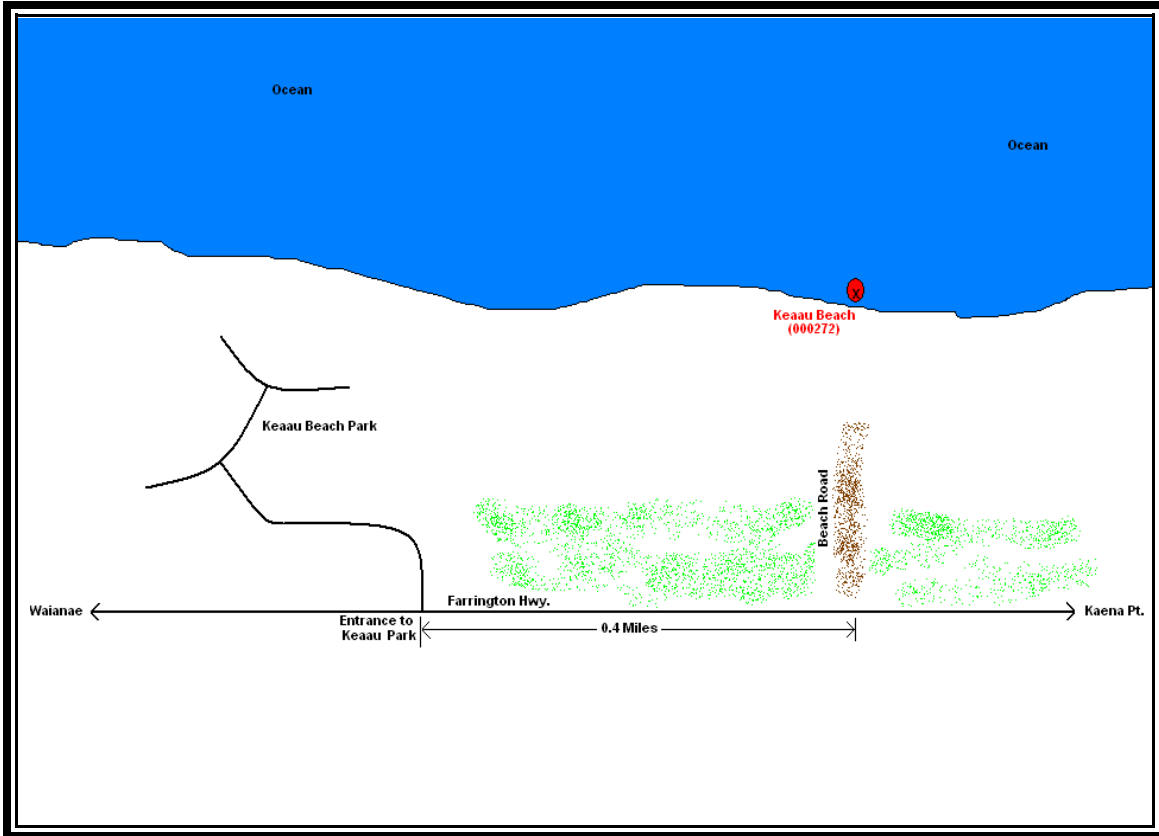 Ocean
Ocean
X
Keaau Beach
(000272)
Keaau Beach Park
Beach Road
Farrington Hwy.
Waianae
Kaena Pt.
Entrance to
Keaau Park
0.4 Miles